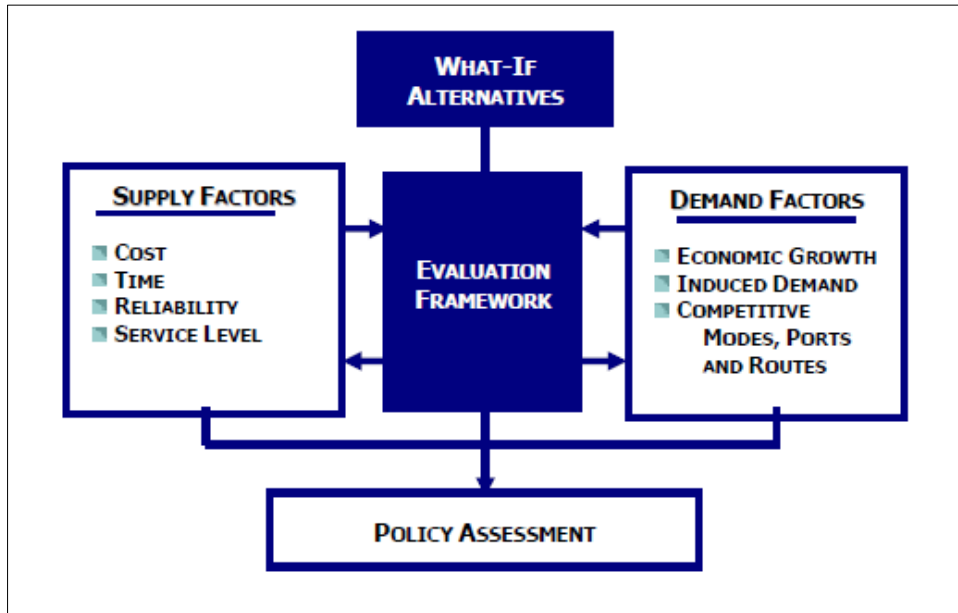 WHAT-IF
ALTERNATIVES
SUPPLY FACTORS
COST
TIME
RELIABILITY
SERVICE LEVEL
EVALUATION
FRAMEWORK
DEMAND FACTORS
ECONOMIC GROWTH
INDUCED DEMAND
COMPETITIVE
MODES, PORTS
AND ROUTES
POLICY ASSESSMENT